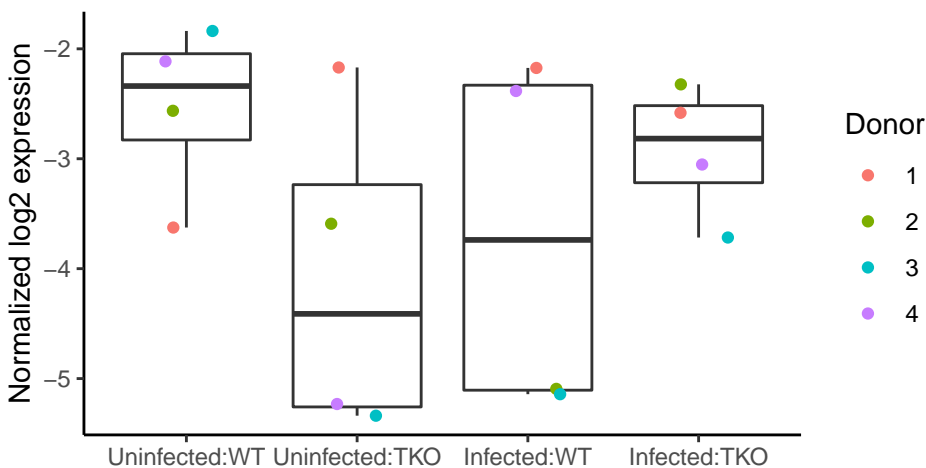 Normalized log2 expression
−2
−3
−4
−5
Uninfected:WT
Uninfected:TKO
Infected:WT
Infected:TKO
Donor
1
2
3
4